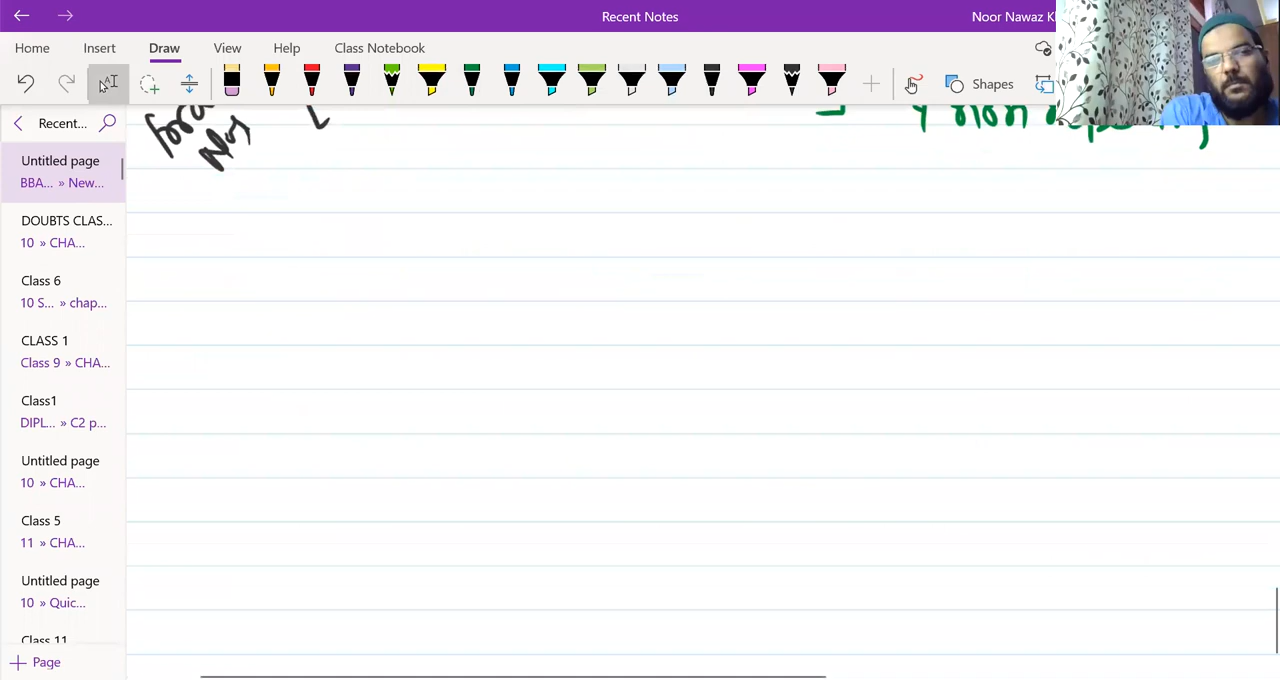 Recent Notes
Noor Nawaz
Home
Insert
Draw
View
Help
Class Notebook
Shapes
Recent...
Untitled page
BBA... » New...
DOUBTS CLAS...
10 » CHA...
Class 6
10 S... » chap...
CLASS 1
Class 9 » CHA...
Class1
DIPL... » C2 p...
Untitled page
10 » CHA...
Class 5
11 » CHA...
Untitled page
10 » Quic...
Class 11
Page